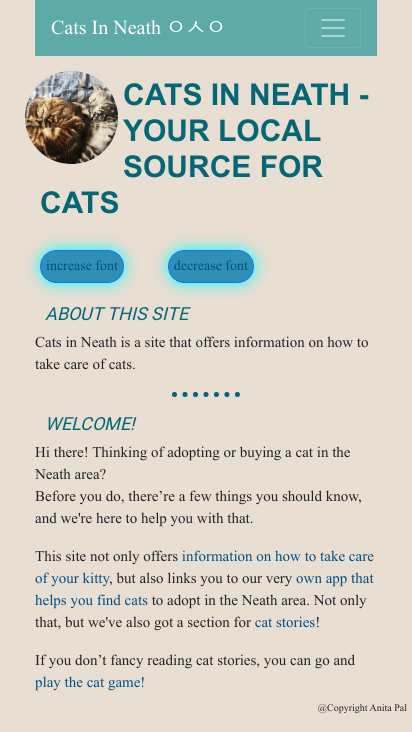 Cats In Neath ㅇㅅㅇ
CATS IN NEATH -
YOUR LOCAL
SOURCE FOR
CATS
increase font decrease font
ABOUT THIS SITE
Cats in Neath is a site that offers information on how to
take care of cats.
WELCOME!
Hi there! Thinking of adopting or buying a cat in the
Neath area?
Before you do, there’s a few things you should know,
and we're here to help you with that.
This site not only offers information on how to take care
of your kitty, but also links you to our very own app that
helps you find cats to adopt in the Neath area. Not only
that, but we've also got a section for cat stories!
If you don’t fancy reading cat stories, you can go and
play the cat game!
@Copyright Anita Pal